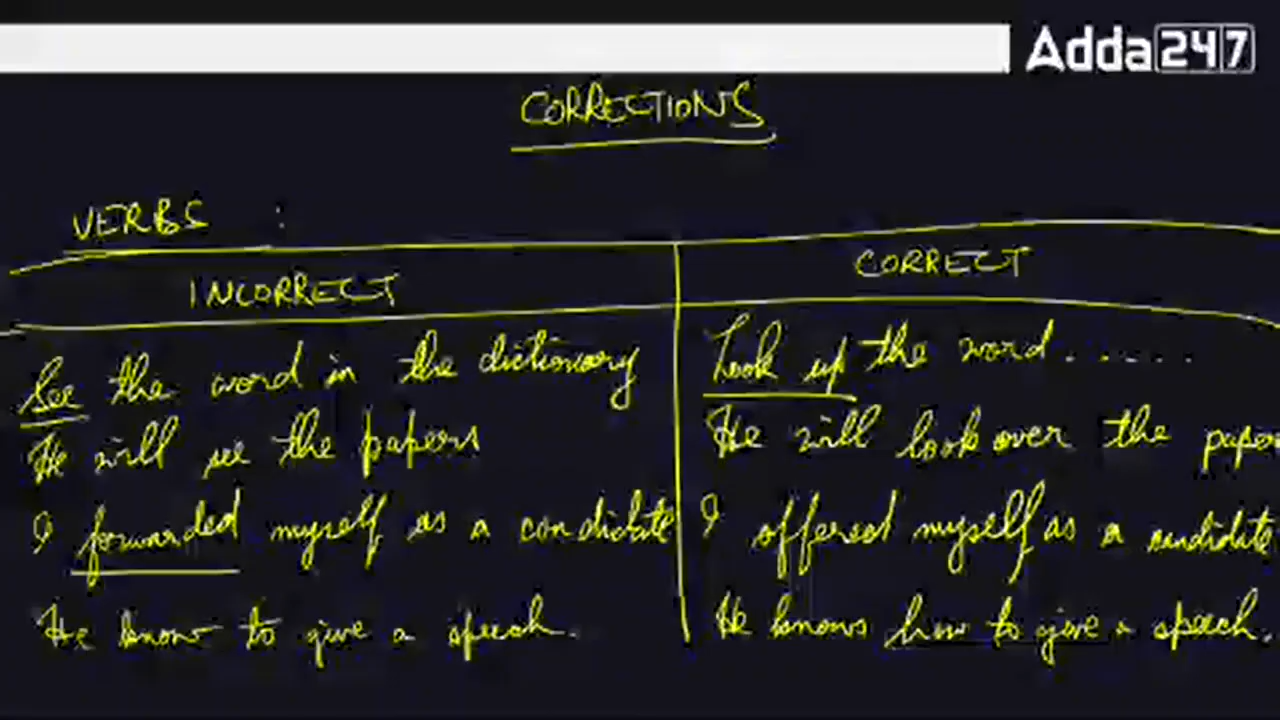 Adda247
CORRECTIONS
VERBS :
INCORRECT
CORRECT
See the word in the dictionary
Look up the word......
He will see the papers
He will look over the paper
I forwarded myself as a candidate
I offered myself as a candidate
He know to give a speech.
He knows how to give a speech.